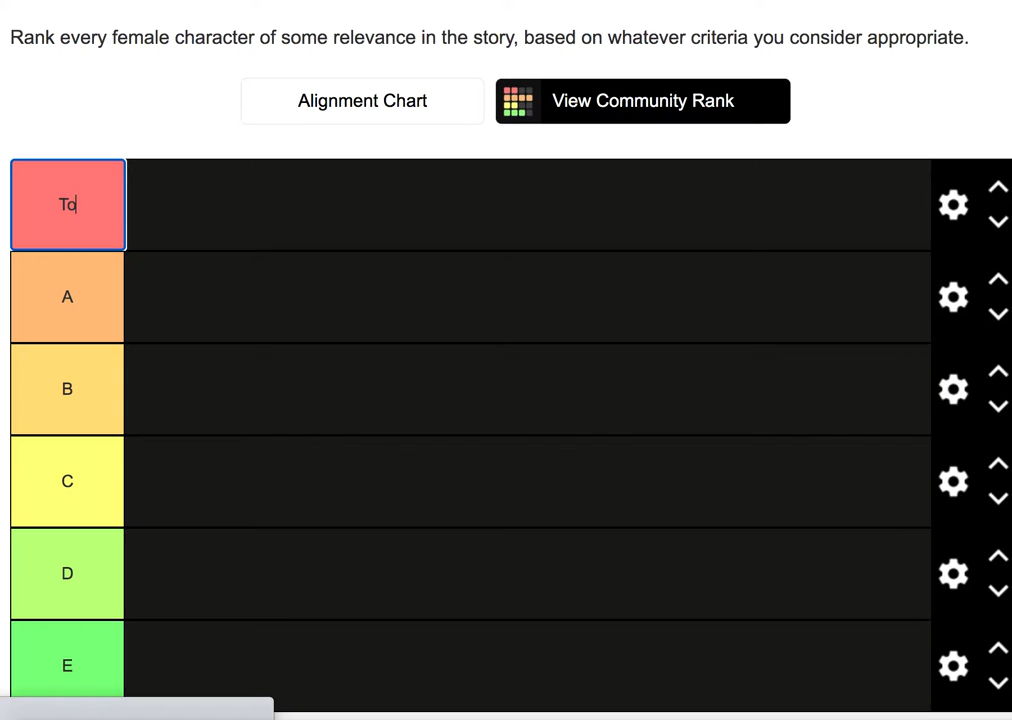 Rank every female character of some relevance in the story, based on whatever criteria you consider appropriate.
Alignment Chart
View Community Rank
To
A
B
C
D
E